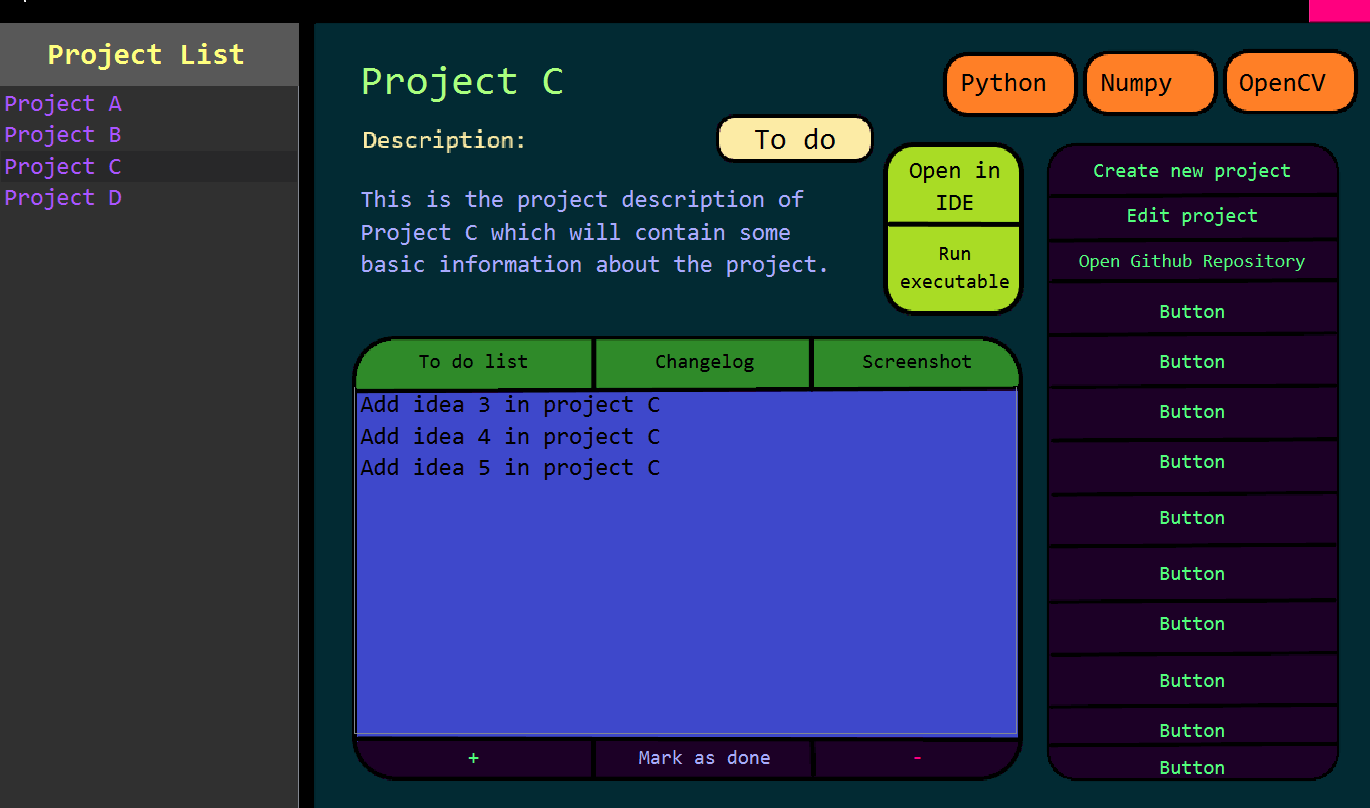 Project List
Project A
Project B
Project C
Project D
Project C
Python
Numpy
OpenCV
Description:
To do
This is the project description of
Project C which will contain some
basic information about the project.
Open in
IDE
Run
executable
Create new project
Edit project
Open Github Repository
Button
Button
Button
Button
Button
Button
Button
Button
Button
Button
To do list
Changelog
Screenshot
Add idea 3 in project C
Add idea 4 in project C
Add idea 5 in project C
+
Mark as done
-